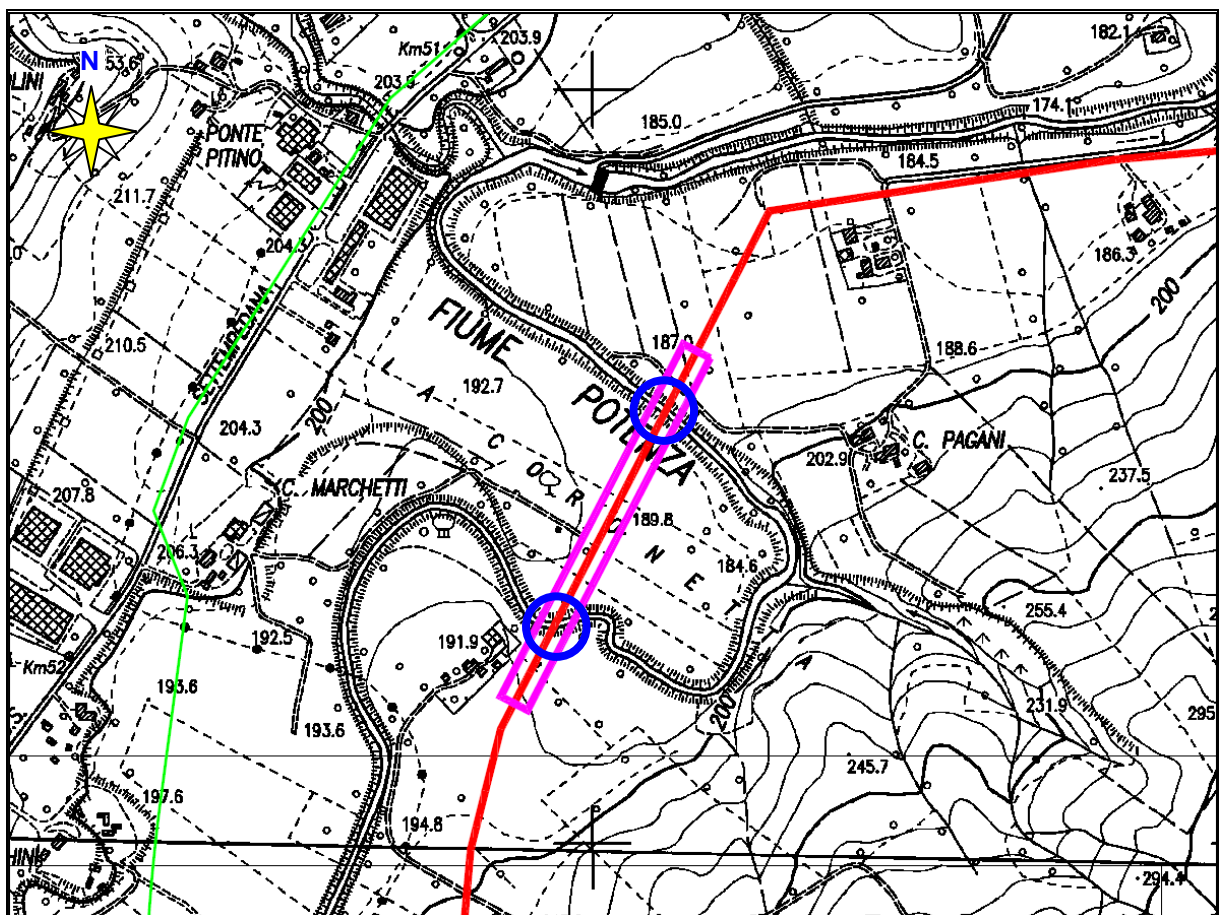 Km51
203.9
182.1
N
53.6
OLINI
203.9
174.1
PONTE
PITINO
185.0
184.5
211.7
204.
186.3
200
FIUME
187.0
210.5
188.6
SETTEMPEDANA
L A C O R O N E T T A
192.7
POTENZA
204.3
200
C. PAGANI
202.9
237.5
C. MARCHETTI
207.8
189.8
206.3
184.6
255.4
192.5
191.9
Km52
193.6
231.9
200
295
193.6
245.7
197.6
194.8
HINI
294.4